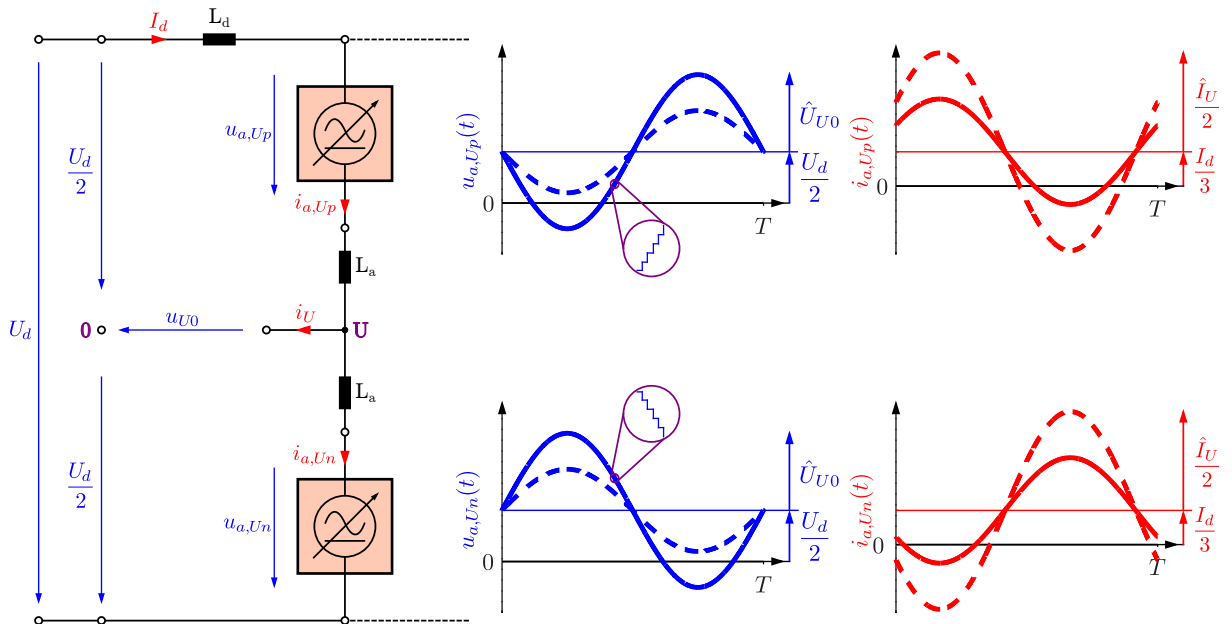 I_d
L_d
u_{a,Up}
U_d
2
i_{a,Up}
L_a
U_d
0
u_{U0}
i_U
U
L_a
i_{a,Un}
U_d
2
u_{a,Un}
u_{a,Up}(t)
0
T
Û_{U0}
U_d
2
i_{a,Up}(t)
0
T
Î_U
2
I_d
3
u_{a,Un}(t)
0
T
Û_{U0}
U_d
2
i_{a,Un}(t)
0
T
Î_U
2
I_d
3